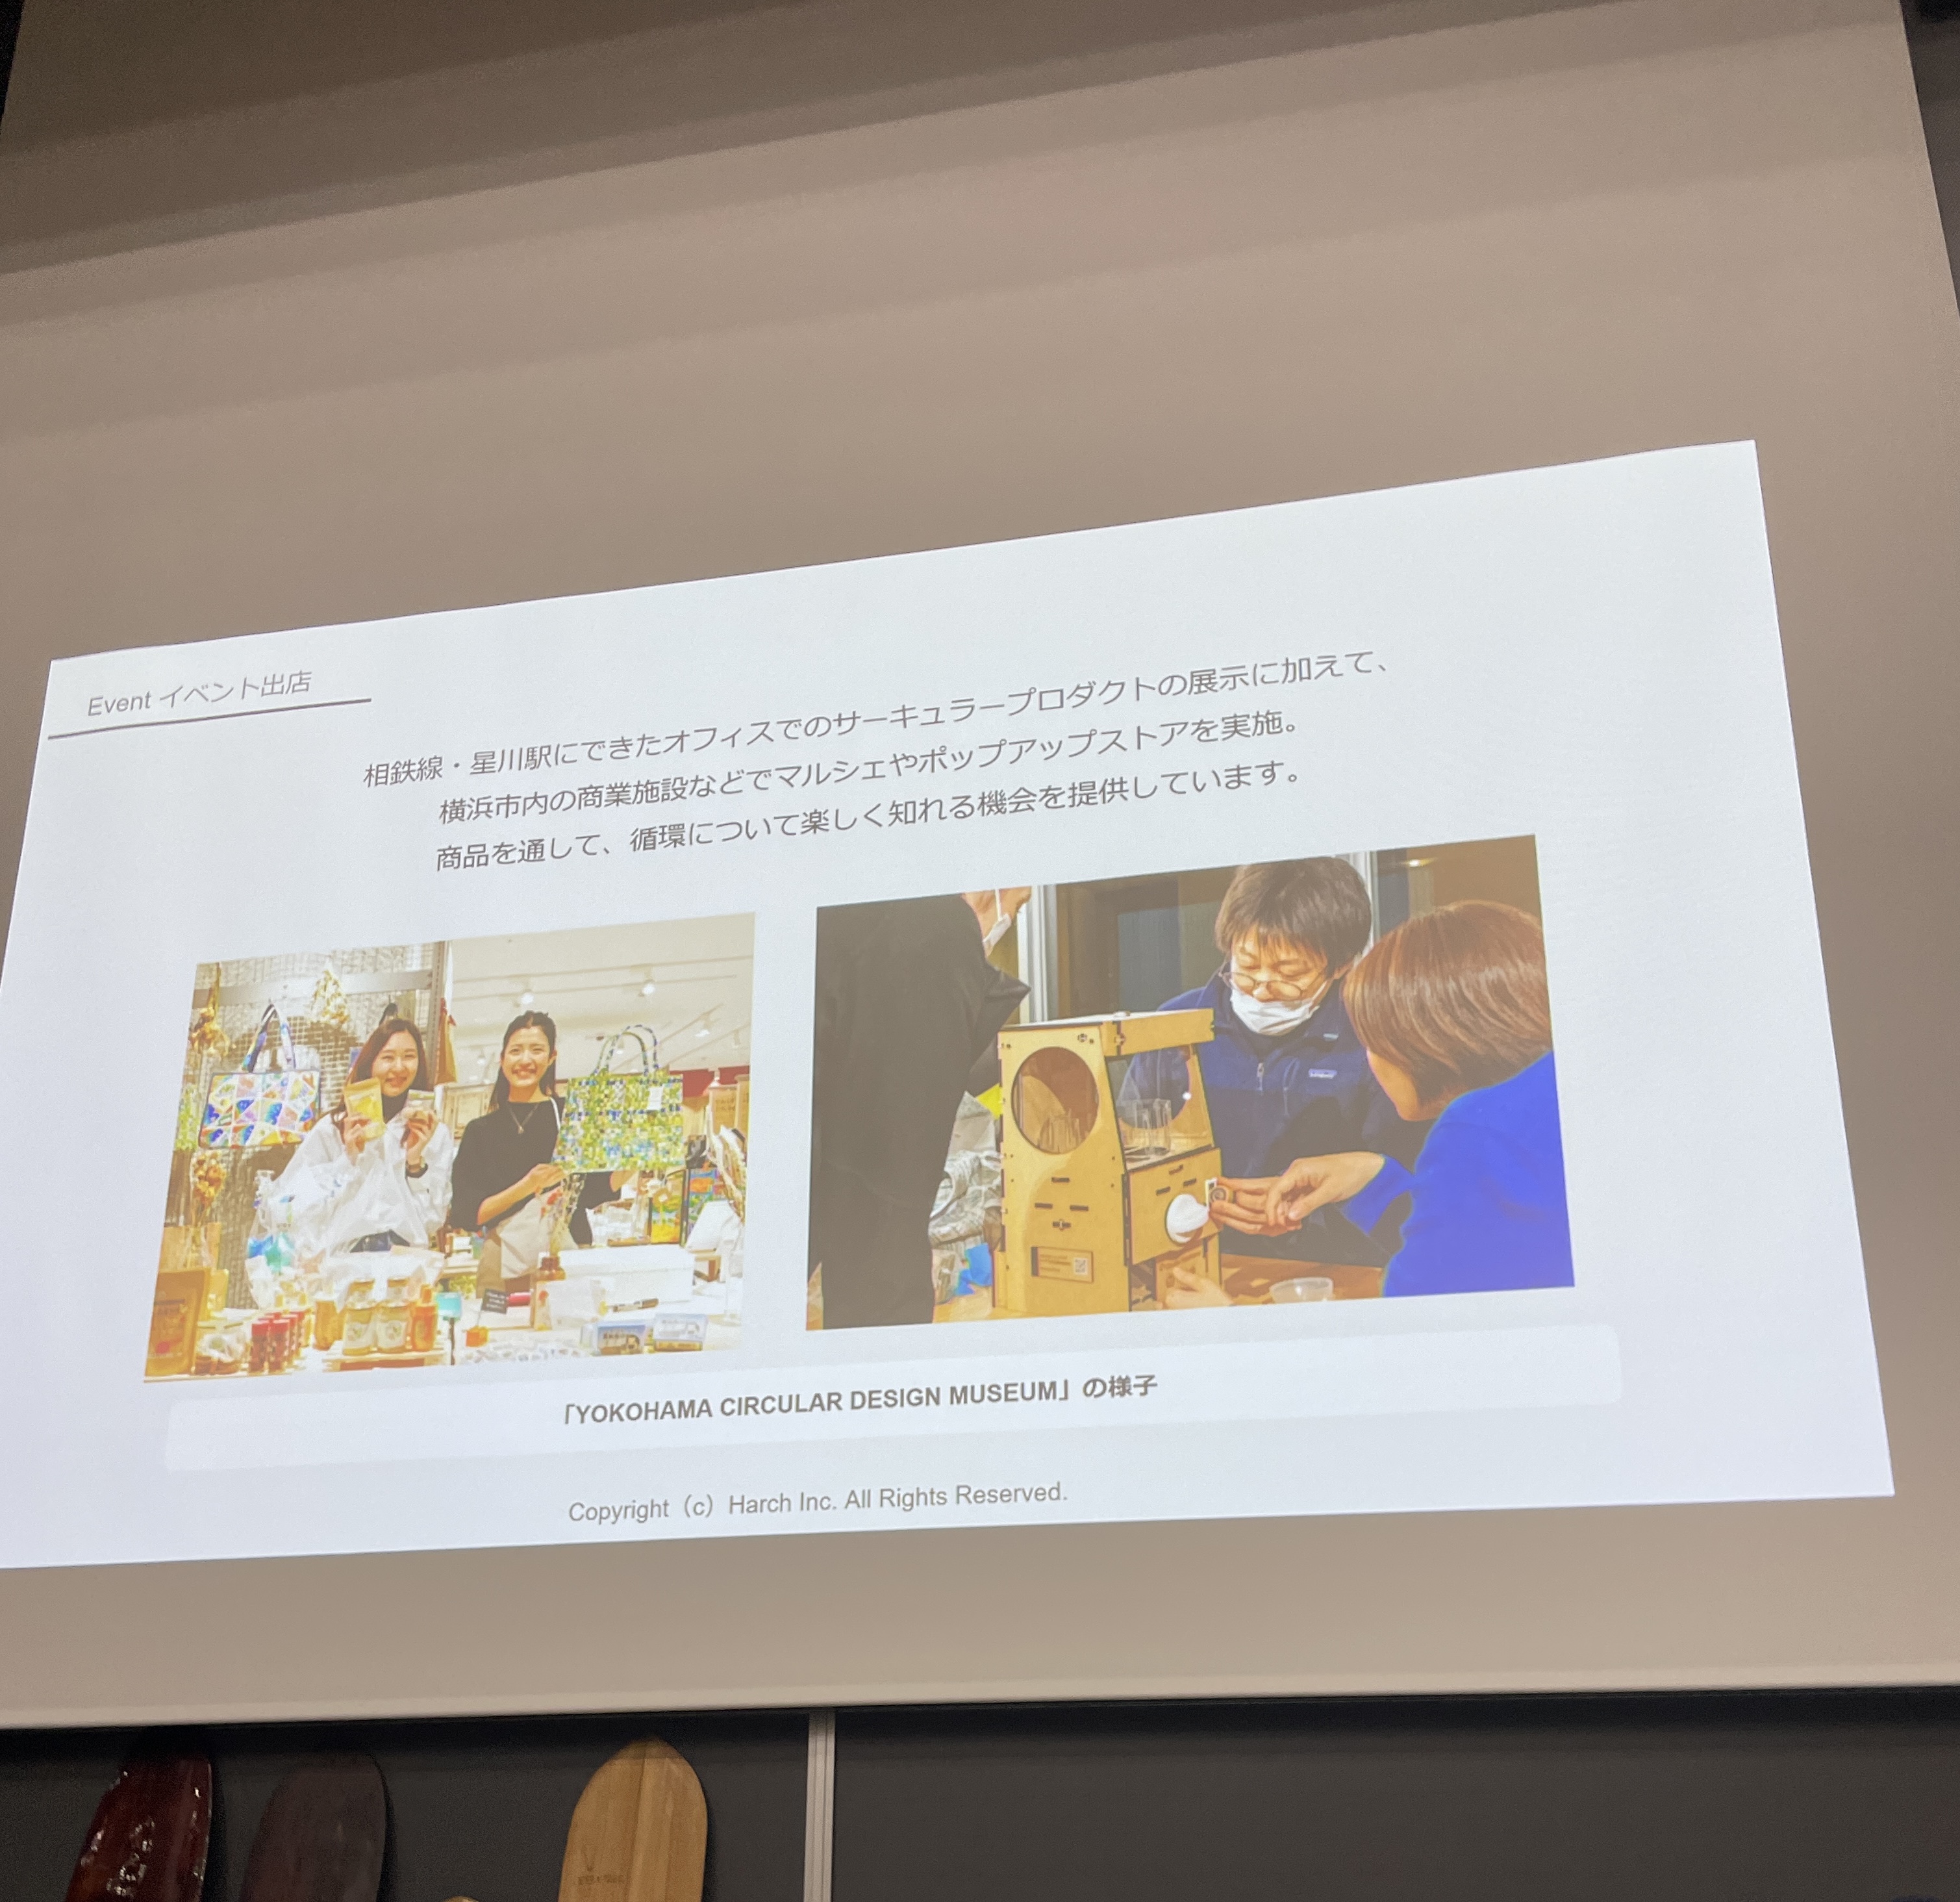 Event イベント出店
相鉄線・星川駅にできたオフィスでのサーキュラープロダクトの展示に加えて、
横浜市内の商業施設などでマルシェやポップアップストアを実施。
商品を通して、循環について楽しく知れる機会を提供しています。
「YOKOHAMA CIRCULAR DESIGN MUSEUM」の様子
Copyright（c）Harch Inc. All Rights Reserved.